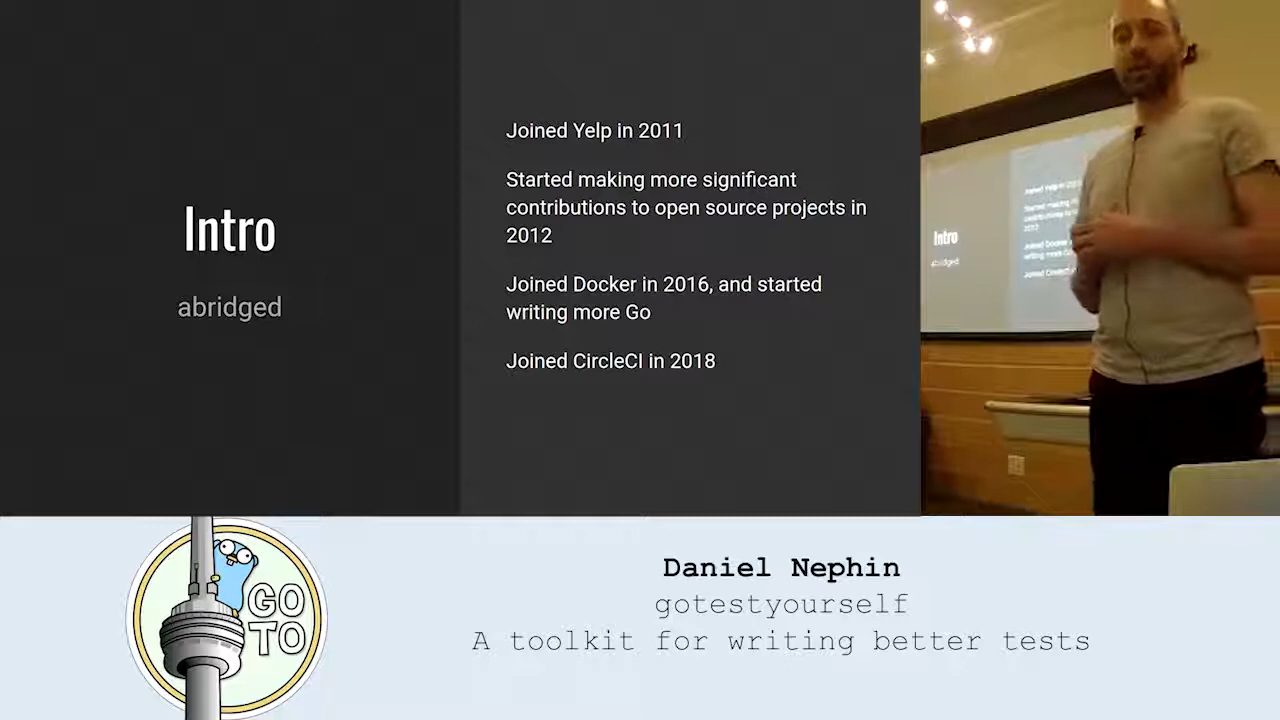 Intro
abridged
Joined Yelp in 2011
Started making more significant
contributions to open source projects in
2012
Joined Docker in 2016, and started
writing more Go
Joined CircleCI in 2018
Intro
abridged
GO
TO
Daniel Nephin
gotestyourself
A toolkit for writing better tests